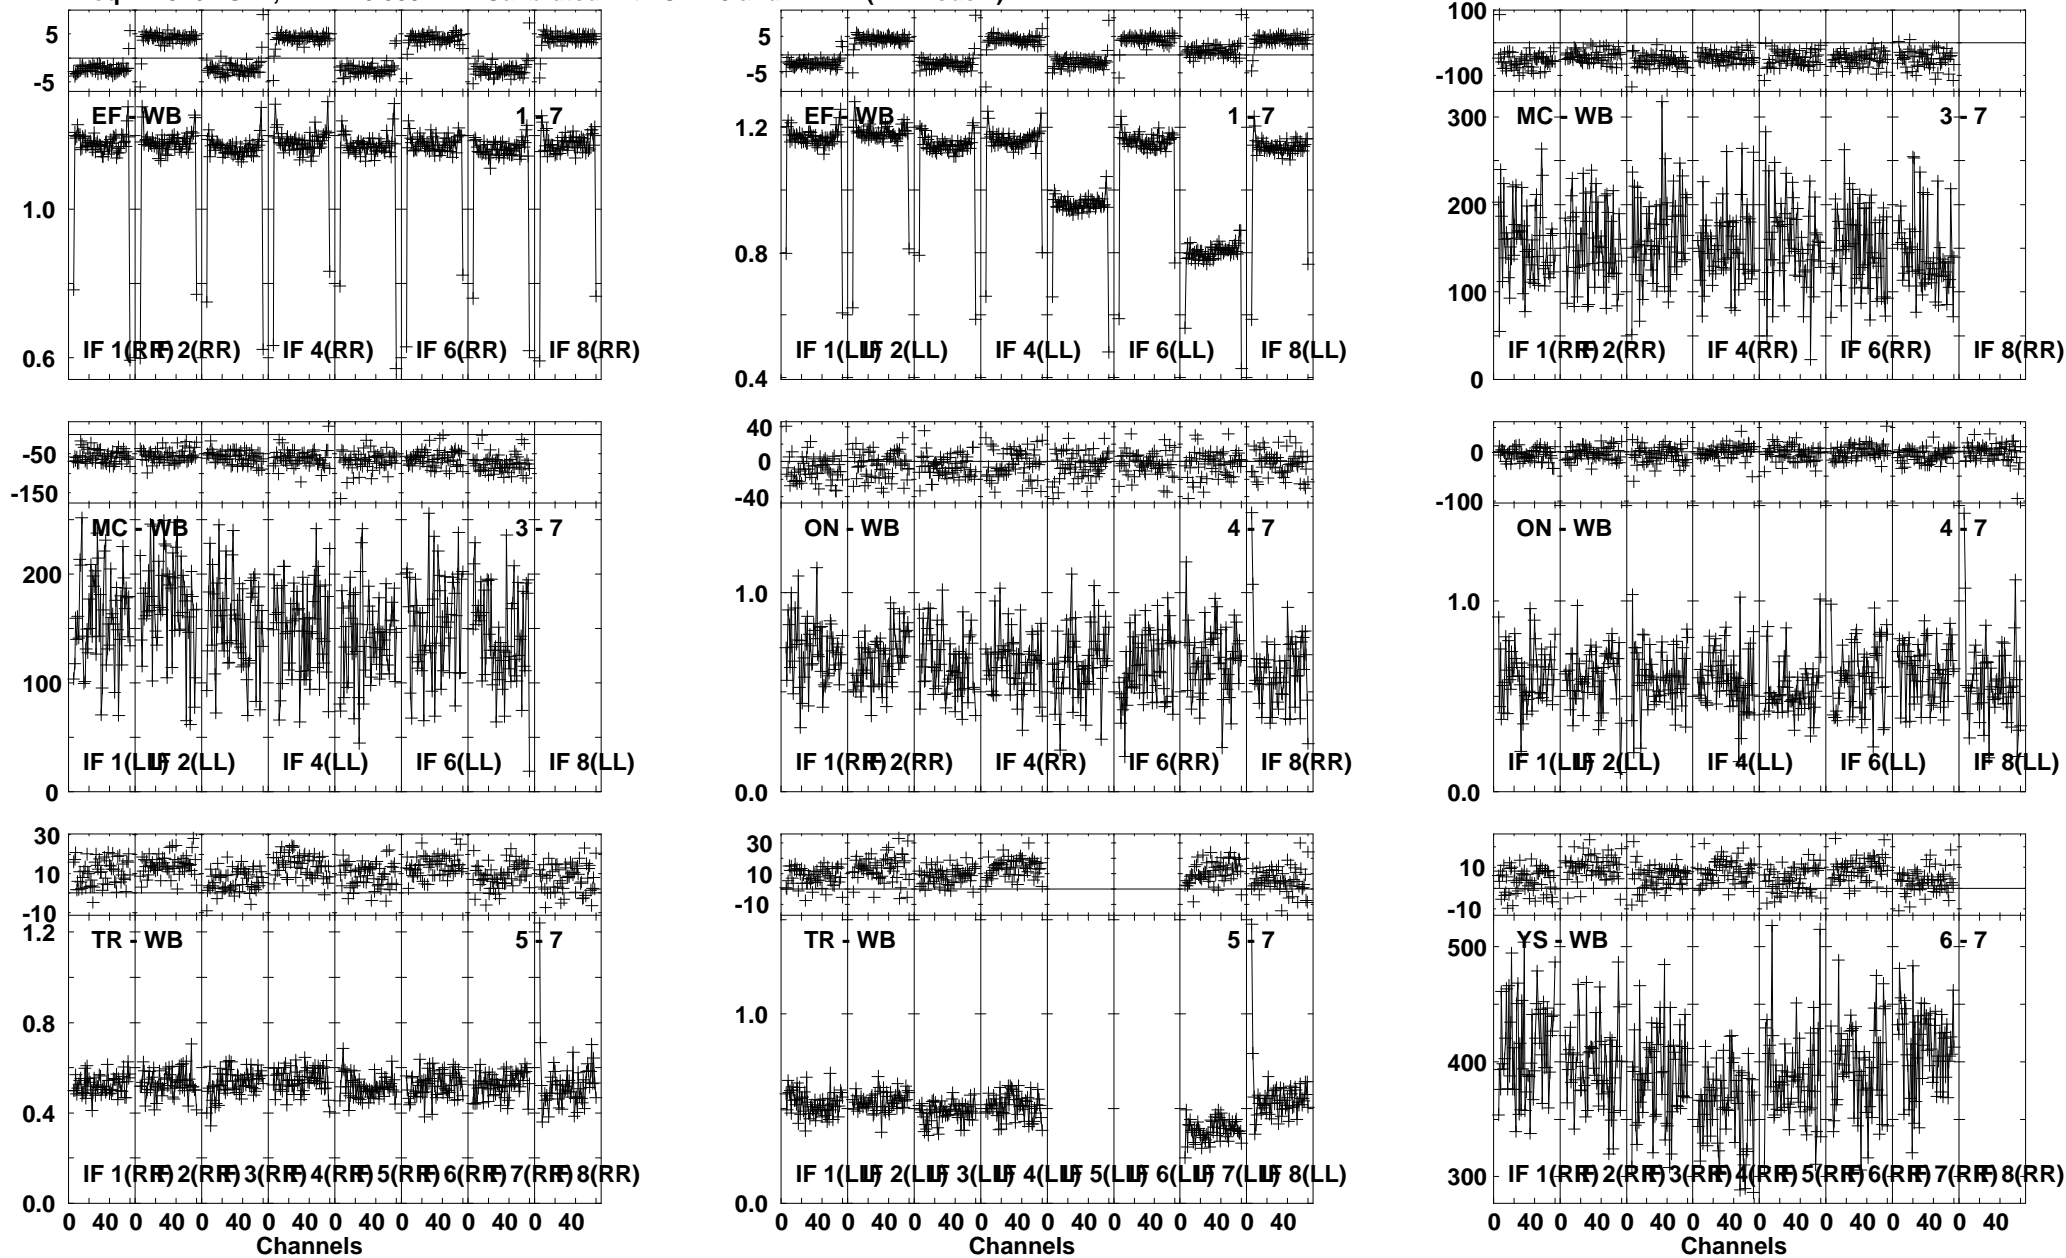 5
-5
EF - WB
1 - 7
1.0
0.6
IF 1(RR)
IF 2(RR)
IF 4(RR)
IF 6(RR)
IF 8(RR)
5
-5
EF - WB
1 - 7
1.2
0.8
0.4
IF 1(LL)
IF 2(LL)
IF 4(LL)
IF 6(LL)
IF 8(LL)
100
-100
MC - WB
3 - 7
300
200
100
0
IF 1(RR)
IF 2(RR)
IF 4(RR)
IF 6(RR)
IF 8(RR)
-50
-150
MC - WB
3 - 7
200
100
0
IF 1(LL)
IF 2(LL)
IF 4(LL)
IF 6(LL)
IF 8(LL)
40
0
-40
ON - WB
4 - 7
1.0
0.0
IF 1(RR)
IF 2(RR)
IF 4(RR)
IF 6(RR)
IF 8(RR)
0
-100
ON - WB
4 - 7
1.0
0.0
IF 1(LL)
IF 2(LL)
IF 4(LL)
IF 6(LL)
IF 8(LL)
30
10
-10
TR - WB
5 - 7
1.2
0.8
0.4
0.0
IF 1(RR)
IF 2(RR)
IF 3(RR)
IF 4(RR)
IF 5(RR)
IF 6(RR)
IF 7(RR)
IF 8(RR)
0 40 0 40 0 40 0 40 0 40 0 40 0 40 0 40
Channels
30
10
-10
TR - WB
5 - 7
1.0
0.0
IF 1(LL)
IF 2(LL)
IF 3(LL)
IF 4(LL)
IF 5(LL)
IF 6(LL)
IF 7(LL)
IF 8(LL)
0 40 0 40 0 40 0 40 0 40 0 40 0 40 0 40
Channels
10
-10
YS - WB
6 - 7
500
400
300
IF 1(RR)
IF 2(RR)
IF 3(RR)
IF 4(RR)
IF 5(RR)
IF 6(RR)
IF 7(RR)
IF 8(RR)
0 40 0 40 0 40 0 40 0 40 0 40 0 40 0 40
Channels